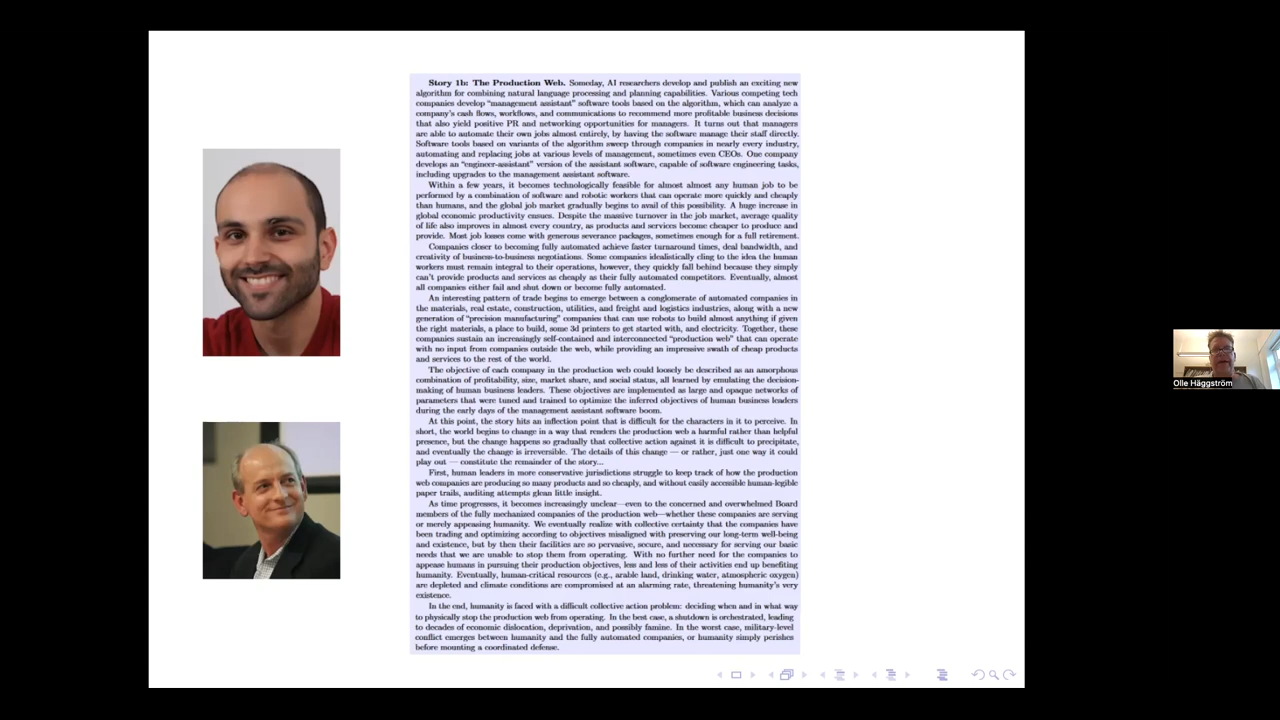 Story 1b: The Production Web. Someday, AI researchers develop and publish an exciting new
algorithm for combining natural language processing and planning capabilities. Various competing tech
companies develop "management assistant" software tools based on the algorithm, which can analyze a
company's cash flows, workflows, and communications to recommend more profitable business decisions
that also yield positive PR and networking opportunities for managers. It turns out that managers
are able to automate their own jobs almost entirely, by having the software manage their staff directly.
Software tools based on variants of the algorithm sweep through companies in nearly every industry,
automating and replacing jobs at various levels of management, sometimes even CEOs. One company
develops an "engineer-assistant" version of the assistant software, capable of software engineering tasks,
including upgrades to the management assistant software.
Within a few years, it becomes technologically feasible for almost almost any human job to be
performed by a combination of software and robotic workers that can operate more quickly and cheaply
than humans, and the global job market gradually begins to avail of this possibility. A huge increase in
global economic productivity ensues. Despite the massive turnover in the job market, average quality
of life also improves in almost every country, as products and services become cheaper to produce and
provide. Most job losses come with generous severance packages, sometimes enough for a full retirement.
Companies closer to becoming fully automated achieve faster turnaround times, deal bandwidth, and
creativity of business-to-business negotiations. Some companies idealistically cling to the idea the human
workers must remain integral to their operations, however, they quickly fall behind because they simply
can't provide products and services as cheaply as their fully automated competitors. Eventually, almost
all companies either fail and shut down or become fully automated.
An interesting pattern of trade begins to emerge between a conglomerate of automated companies in
the materials, real estate, construction, utilities, and freight and logistics industries, along with a new
generation of "precision manufacturing" companies that can use robots to build almost anything if given
the right materials, a place to build, some 3d printers to get started with, and electricity. Together, these
companies sustain an increasingly self-contained and interconnected "production web" that can operate
with no input from companies outside the web, while providing an impressive swath of cheap products
and services to the rest of the world.
The objective of each company in the production web could loosely be described as an amorphous
combination of profitability, size, market share, and social status, all learned by emulating the decision-
making of human business leaders. These objectives are implemented as large and opaque networks of
parameters that were tuned and trained to optimize the inferred objectives of human business leaders
during the early days of the management assistant software boom.
At this point, the story hits an inflection point that is difficult for the characters in it to perceive. In
short, the world begins to change in a way that renders the production web a harmful rather than helpful
presence, but the change happens so gradually that collective action against it is difficult to precipitate,
and eventually the change is irreversible. The details of this change — or rather, just one way it could
play out — constitute the remainder of the story...
First, human leaders in more conservative jurisdictions struggle to keep track of how the production
web companies are producing so many products and so cheaply, and without easily accessible human-legible
paper trails, auditing attempts glean little insight.
As time progresses, it becomes increasingly unclear—even to the concerned and overwhelmed Board
members of the fully mechanized companies of the production web—whether these companies are serving
or merely appeasing humanity. We eventually realize with collective certainty that the companies have
been trading and optimizing according to objectives misaligned with preserving our long-term well-being
and existence, but by then their facilities are so pervasive, secure, and necessary for serving our basic
needs that we are unable to stop them from operating. With no further need for the companies to
appease humans in pursuing their production objectives, less and less of their activities end up benefiting
humanity. Eventually, human-critical resources (e.g., arable land, drinking water, atmospheric oxygen)
are depleted and climate conditions are compromised at an alarming rate, threatening humanity's very
existence.
In the end, humanity is faced with a difficult collective action problem: deciding when and in what way
to physically stop the production web from operating. In the best case, a shutdown is orchestrated, leading
to decades of economic dislocation, deprivation, and possibly famine. In the worst case, military-level
conflict emerges between humanity and the fully automated companies, or humanity simply perishes
before mounting a coordinated defense.
Olle Häggström